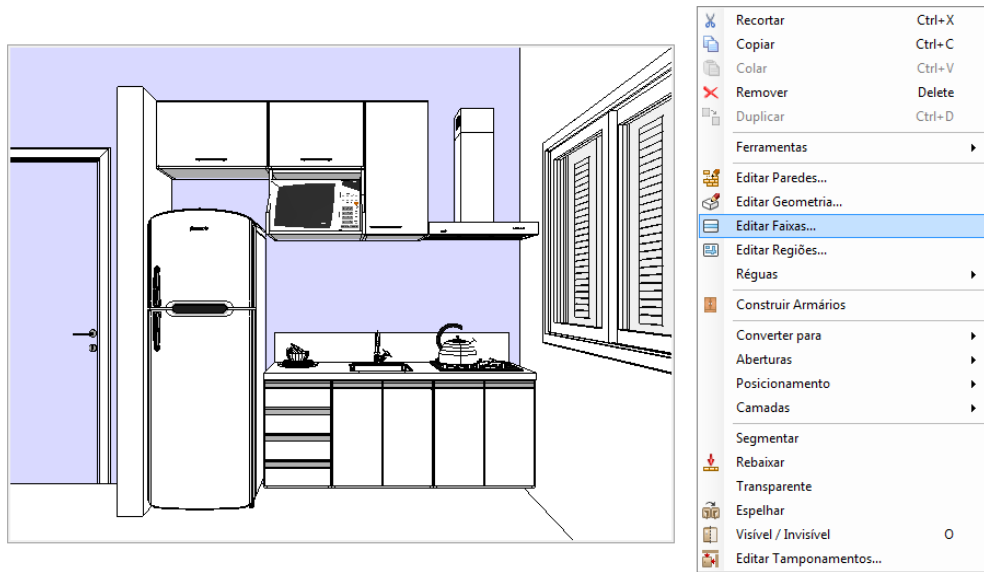 Recortar Ctrl+X
Copiar Ctrl+C
Colar Ctrl+V
Remover Delete
Duplicar Ctrl+D
Ferramentas
Editar Paredes...
Editar Geometria...
Editar Faixas...
Editar Regiões...
Réguas
Construir Armários
Converter para
Aberturas
Posicionamento
Camadas
Segmentar
Rebaixar
Transparente
Espelhar
Visível / Invisível O
Editar Tamponamentos...